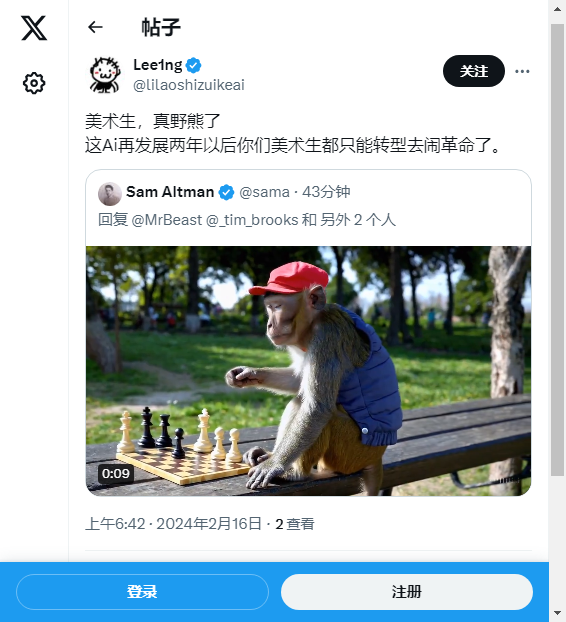 帖子
Lee1ng
@lilaoshizuikeai
关注
美术生，真野熊了
这Ai再发展两年以后你们美术生都只能转型去闹革命了。
Sam Altman @sama · 43分钟
回复 @MrBeast @_tim_brooks 和 另外 2 个人
0:09
上午6:42 · 2024年2月16日 · 2 查看
登录
注册